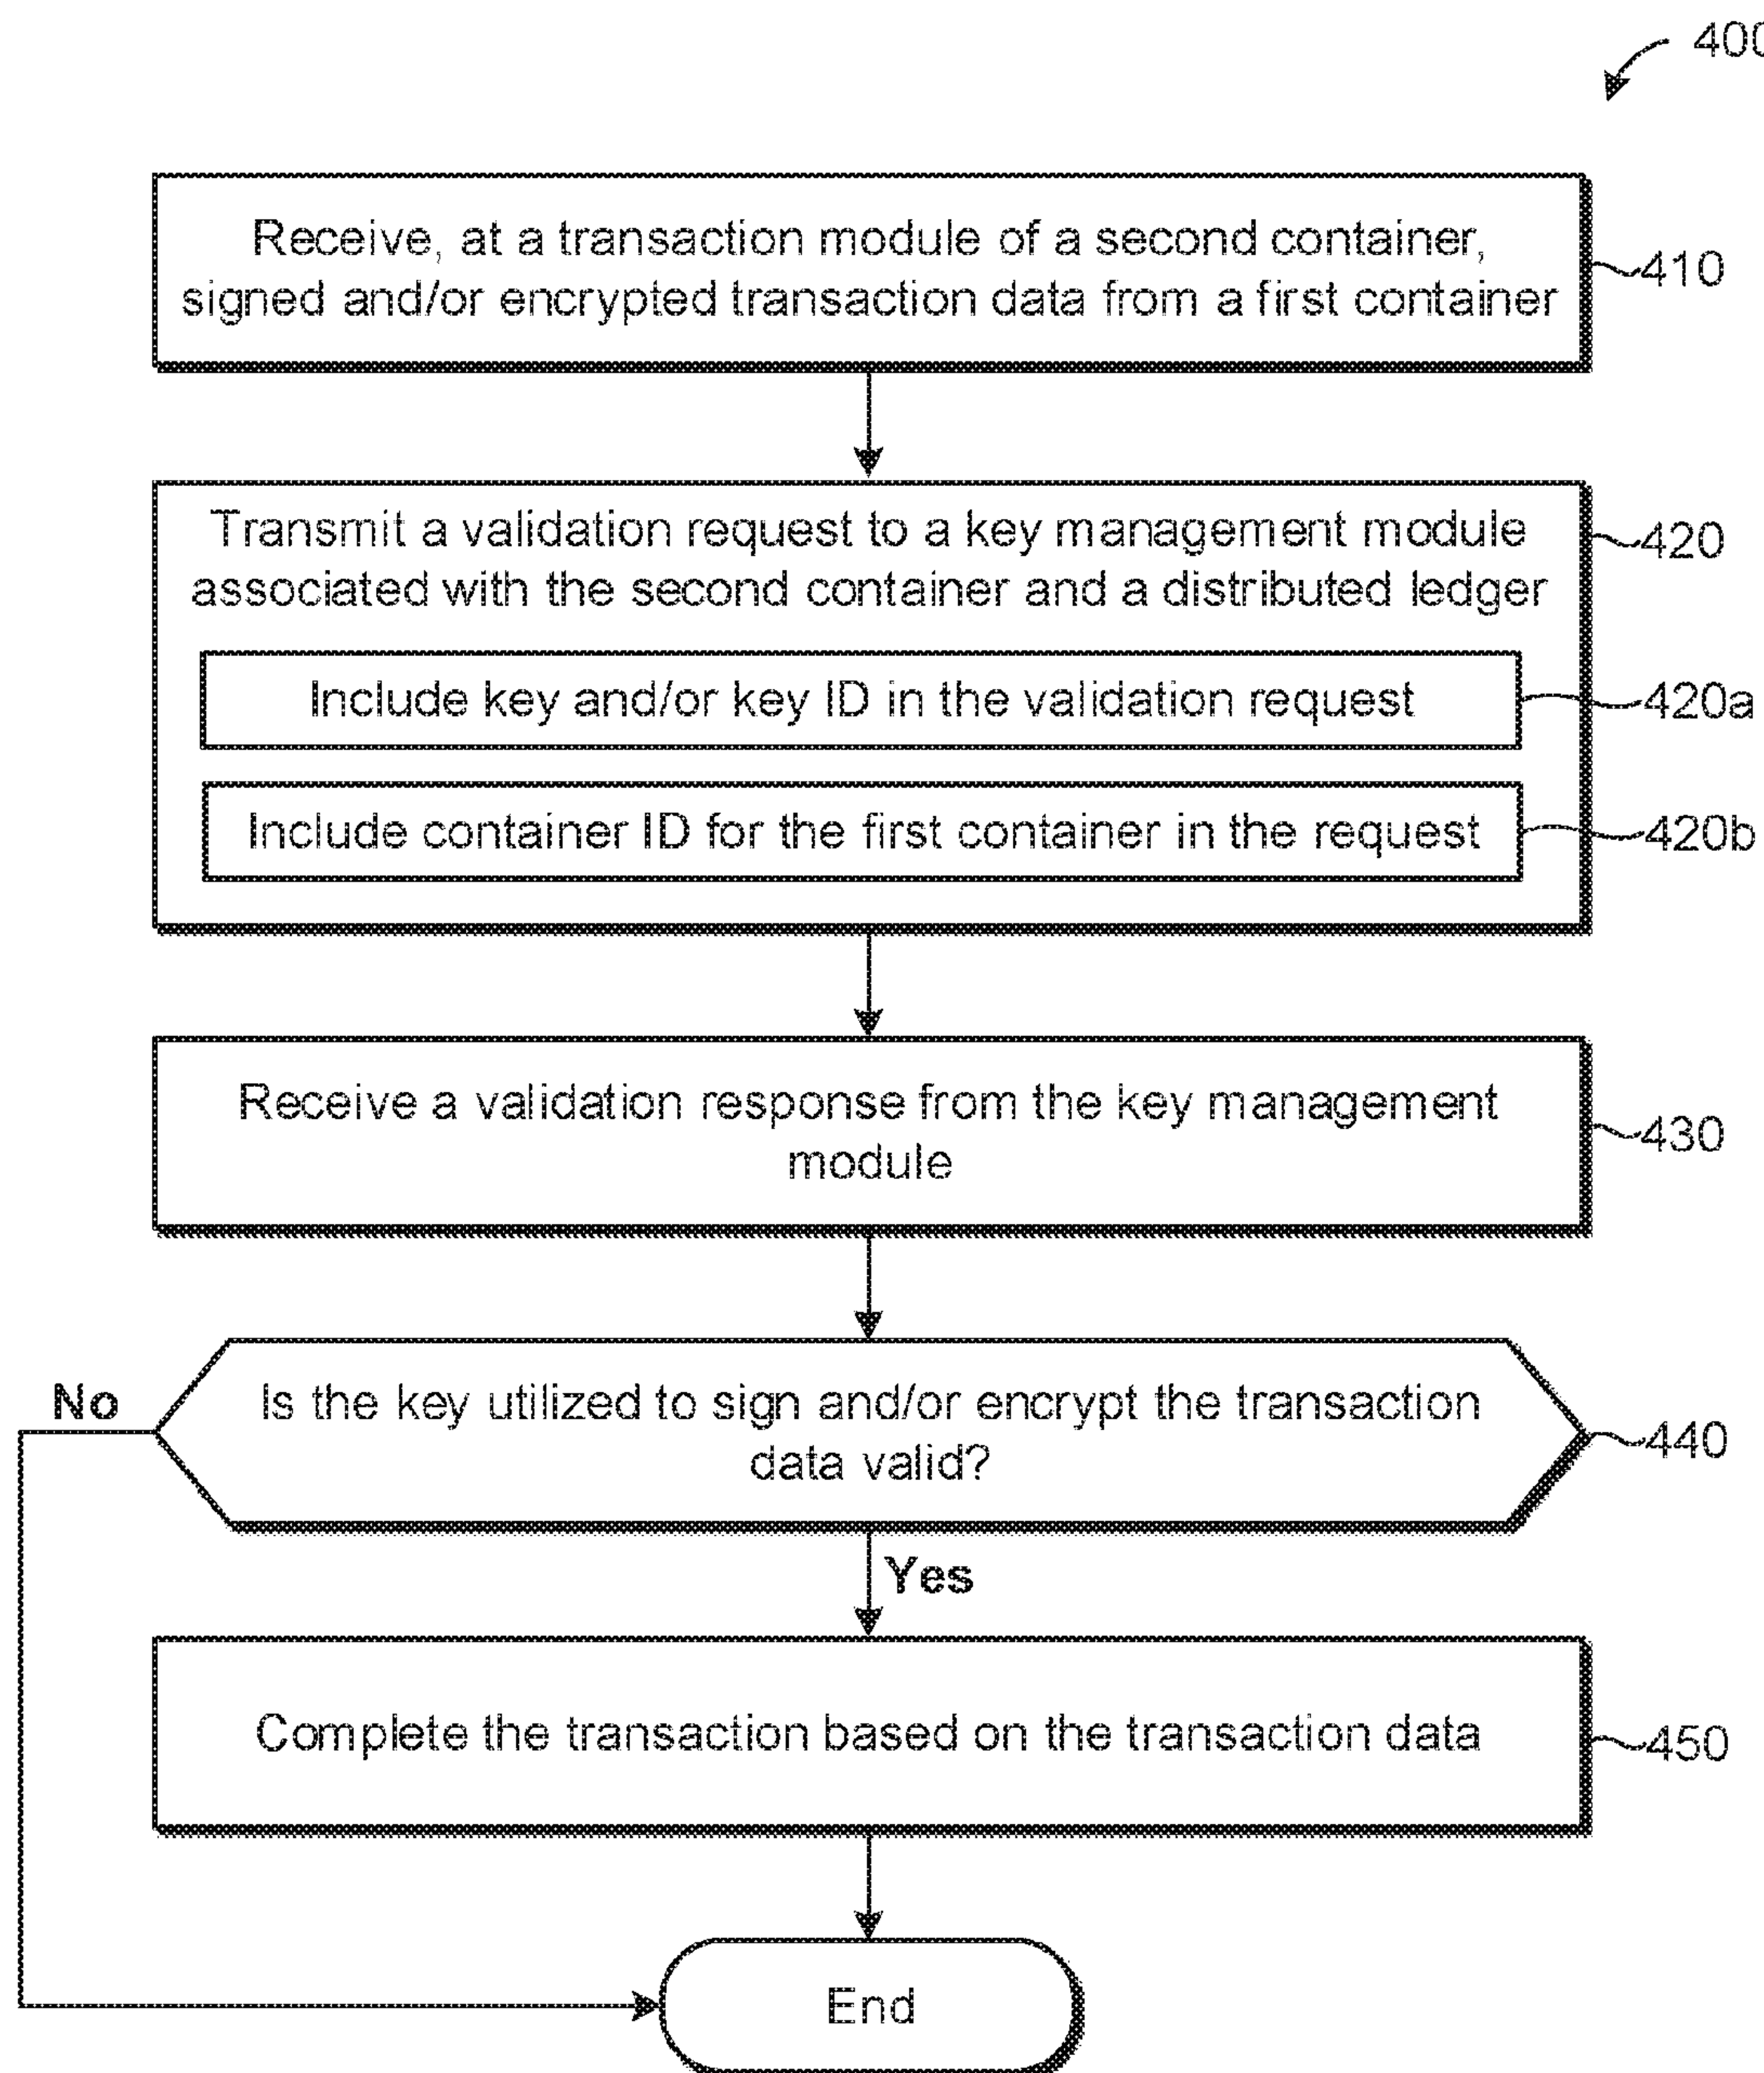 400
Receive, at a transaction module of a second container,
signed and/or encrypted transaction data from a first container
410
Transmit a validation request to a key management module
associated with the second container and a distributed ledger
420
Include key and/or key ID in the validation request
420a
Include container ID for the first container in the request
420b
Receive a validation response from the key management
module
430
No
Is the key utilized to sign and/or encrypt the transaction
data valid?
440
Yes
Complete the transaction based on the transaction data
450
End